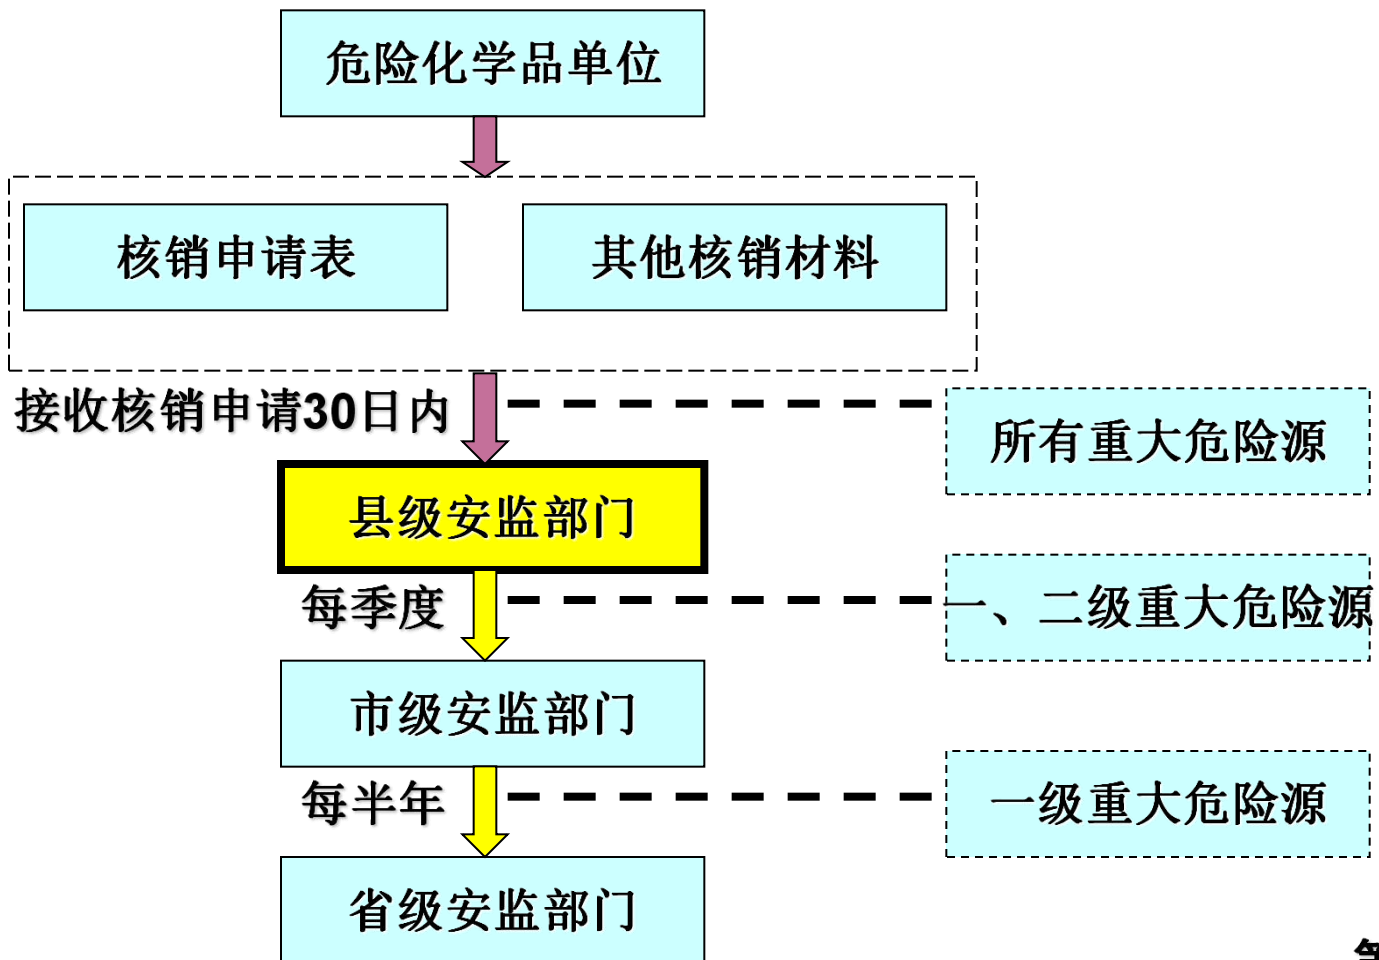 危险化学品单位
核销申请表
其他核销材料
接收核销申请30日内
所有重大危险源
县级安监部门
每季度
一、二级重大危险源
市级安监部门
每半年
一级重大危险源
省级安监部门